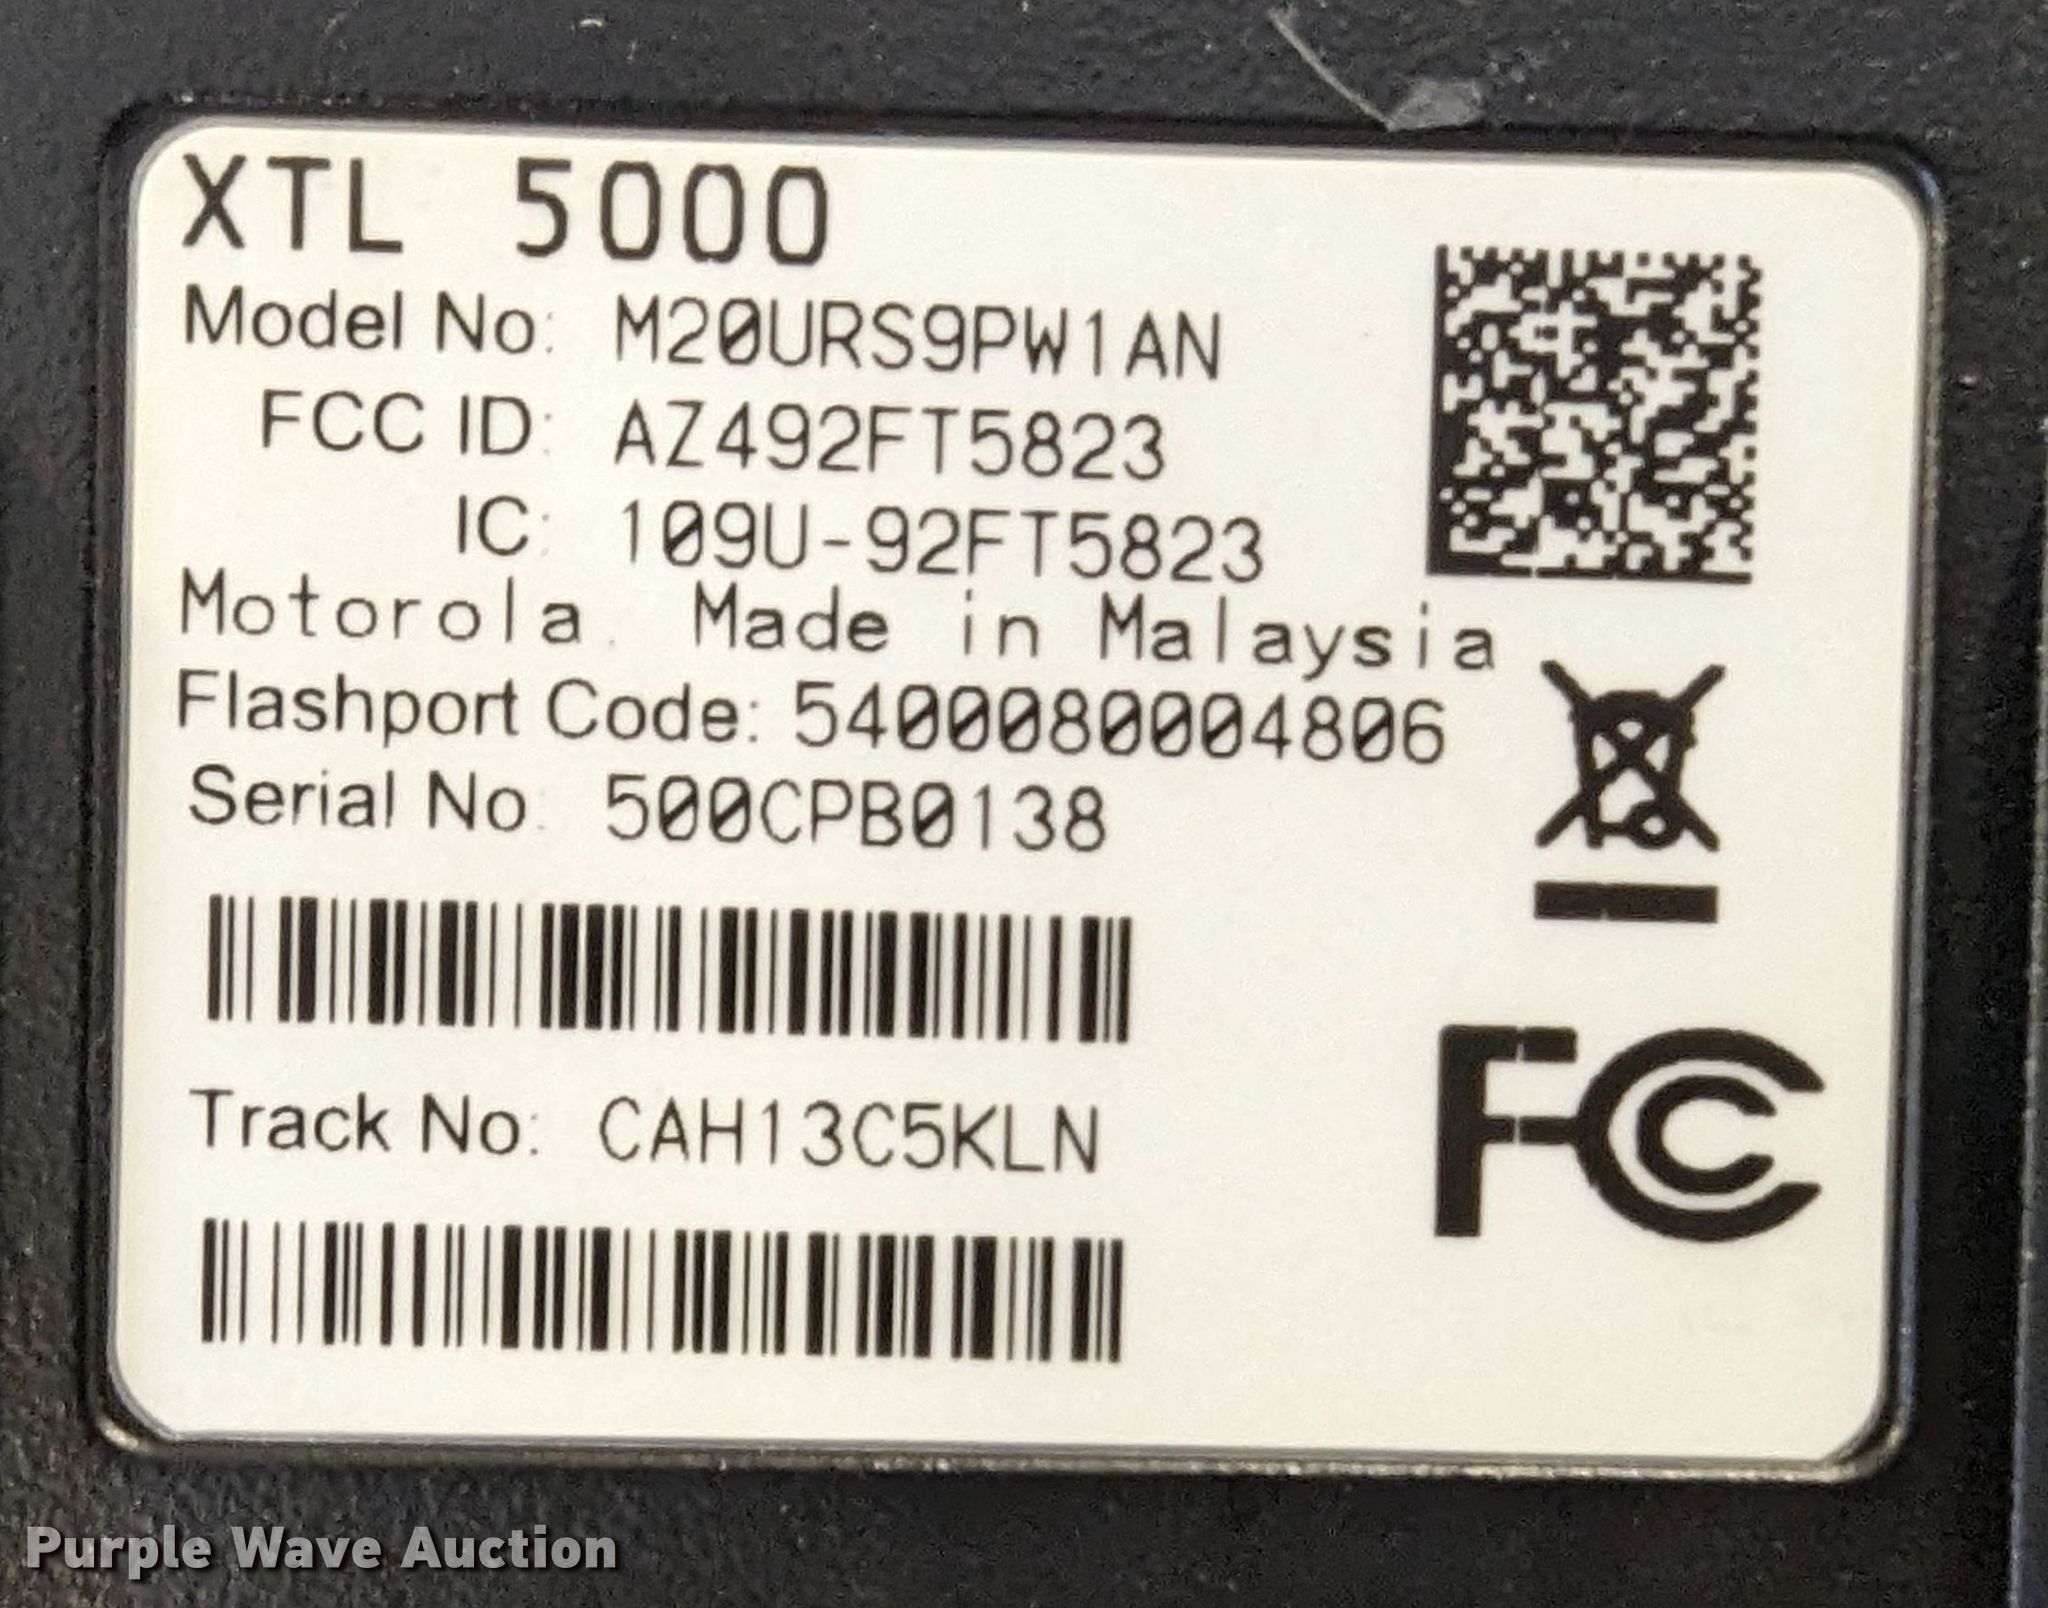 XTL 5000
Model No: M20URS9PW1AN
FCC ID: AZ492FT5823
IC: 109U-92FT5823
Motorola. Made in Malaysia
Flashport Code: 5400080004806
Serial No: 500CPB0138
Track No: CAH13C5KLN
FCC
Purple Wave Auction